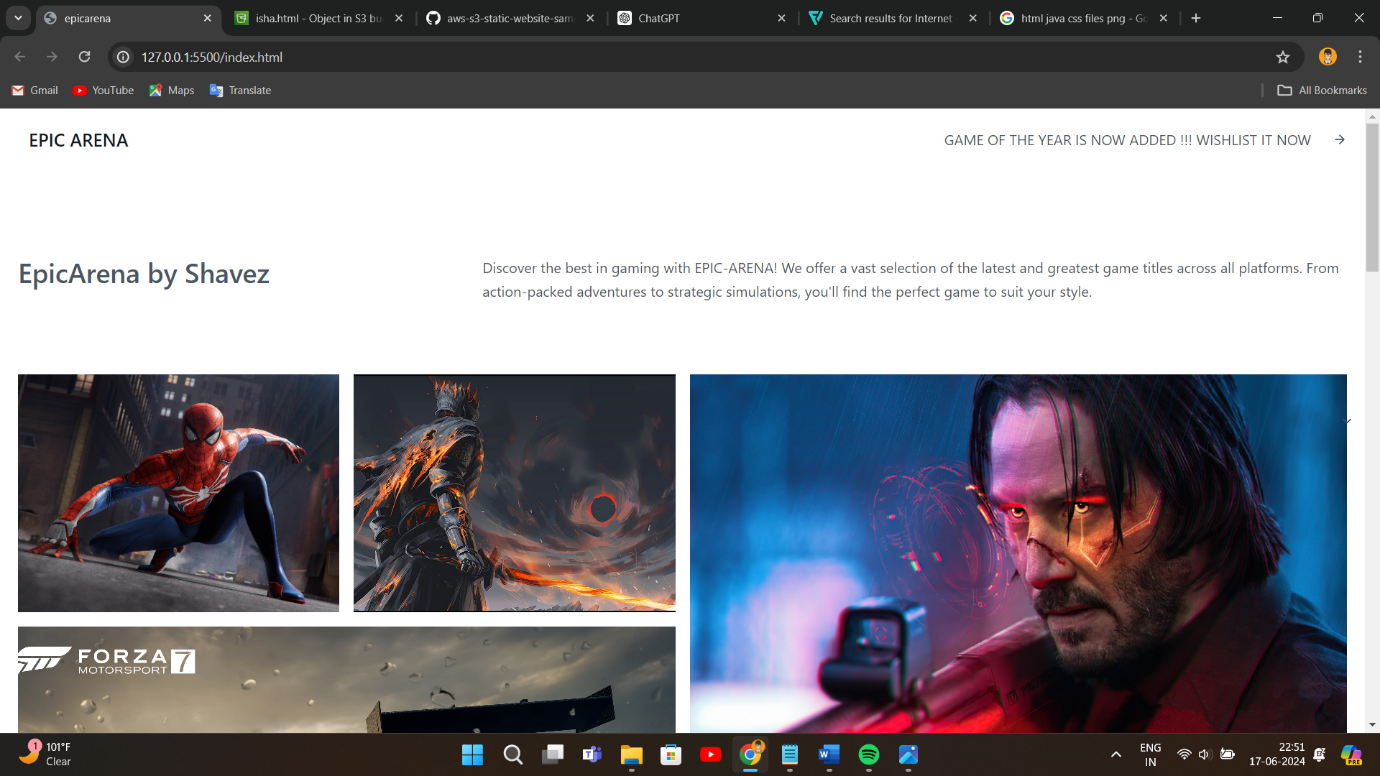 epicarena
isha.html - Object in S3 bu
aws-s3-static-website-sam
ChatGPT
Search results for Internet
html java css files png - Go
127.0.0.1:5500/index.html
Gmail
YouTube
Maps
Translate
All Bookmarks
EPIC ARENA
GAME OF THE YEAR IS NOW ADDED !!! WISHLIST IT NOW
EpicArena by Shavez
Discover the best in gaming with EPIC-ARENA! We offer a vast selection of the latest and greatest game titles across all platforms. From
action-packed adventures to strategic simulations, you'll find the perfect game to suit your style.
FORZA
MOTORSPORT 7
1
101°F
Clear
ENG
IN
22:51
17-06-2024
PRE